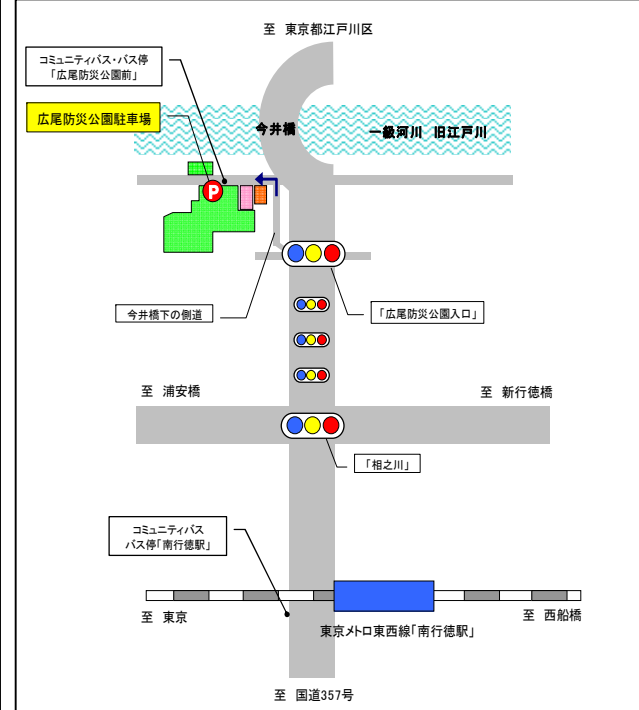 至 東京都江戸川区
コミュニティバス・バス停
「広尾防災公園前」
広尾防災公園駐車場
今井橋
一級河川 旧江戸川
P
今井橋下の側道
「広尾防災公園入口」
至 浦安橋
至 新行徳橋
「相之川」
コミュニティバス
バス停「南行徳駅」
至 東京
東京メトロ東西線「南行徳駅」
至 西船橋
至 国道357号